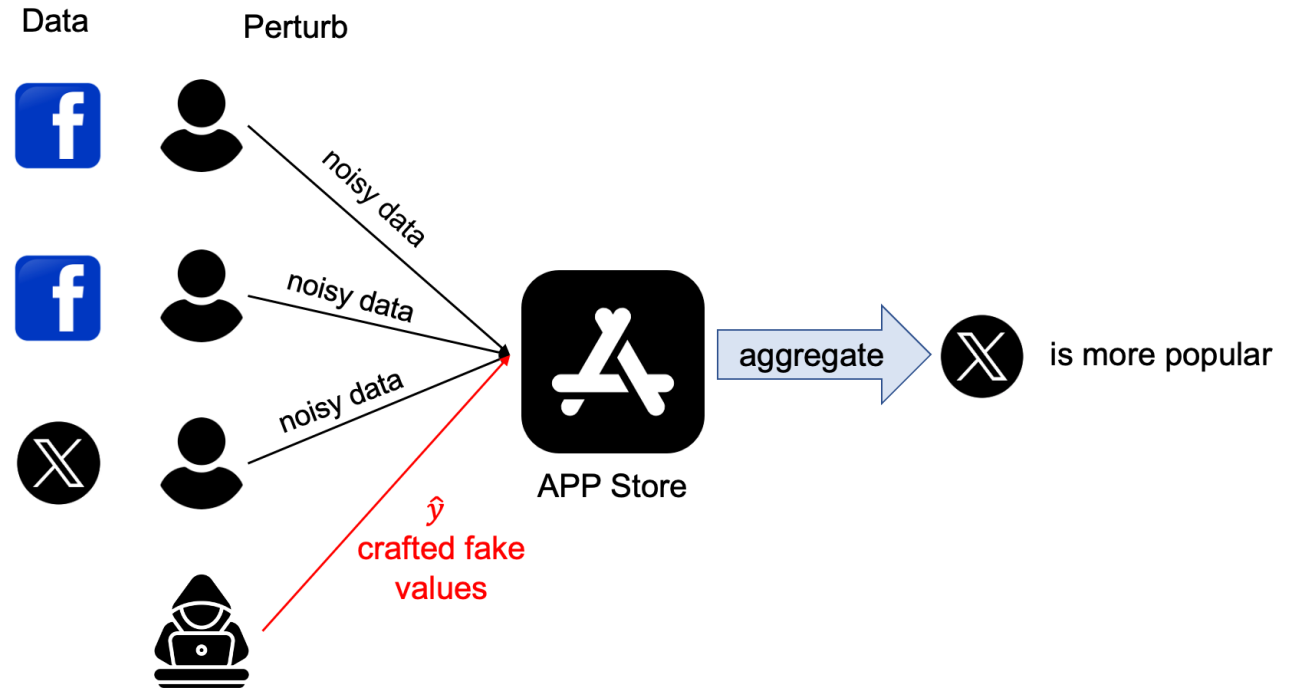 Data
Perturb
noisy data
noisy data
noisy data
ŷ
crafted fake
values
APP Store
aggregate
is more popular